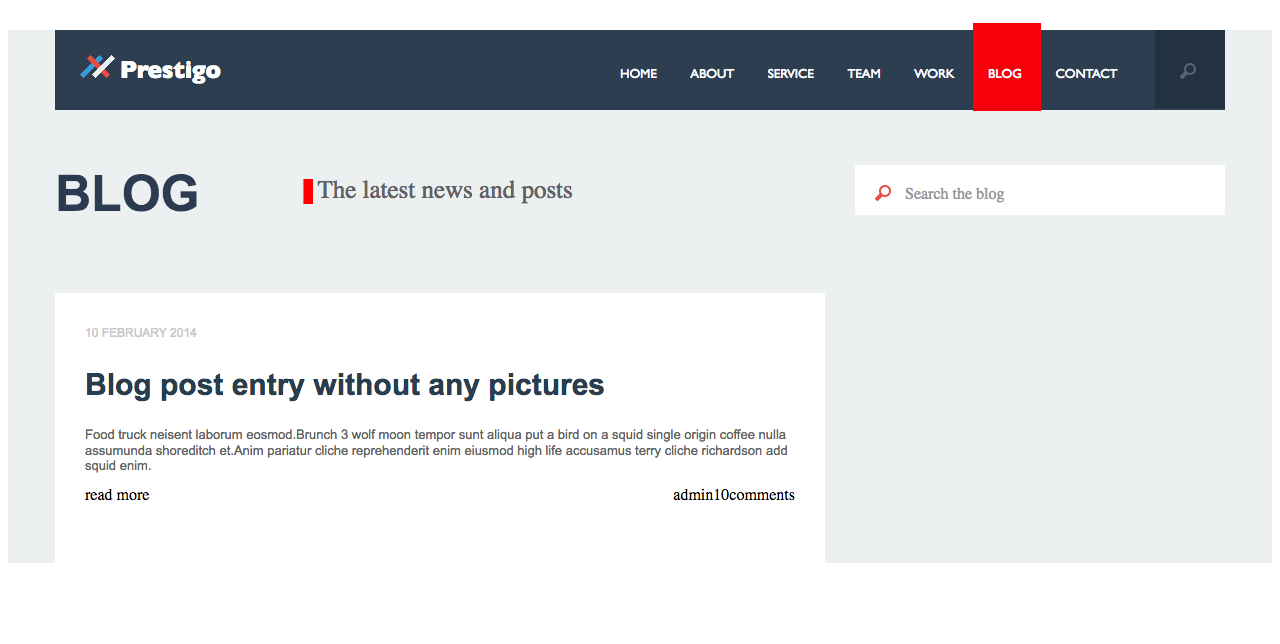 Prestigo
HOME ABOUT SERVICE TEAM WORK BLOG CONTACT
BLOG
The latest news and posts
Search the blog
10 FEBRUARY 2014
Blog post entry without any pictures
Food truck neisent laborum eosmod.Brunch 3 wolf moon tempor sunt aliqua put a bird on a squid single origin coffee nulla
assumunda shoreditch et.Anim pariatur cliche reprehenderit enim eiusmod high life accusamus terry cliche richardson add
squid enim.
read more
admin10comments